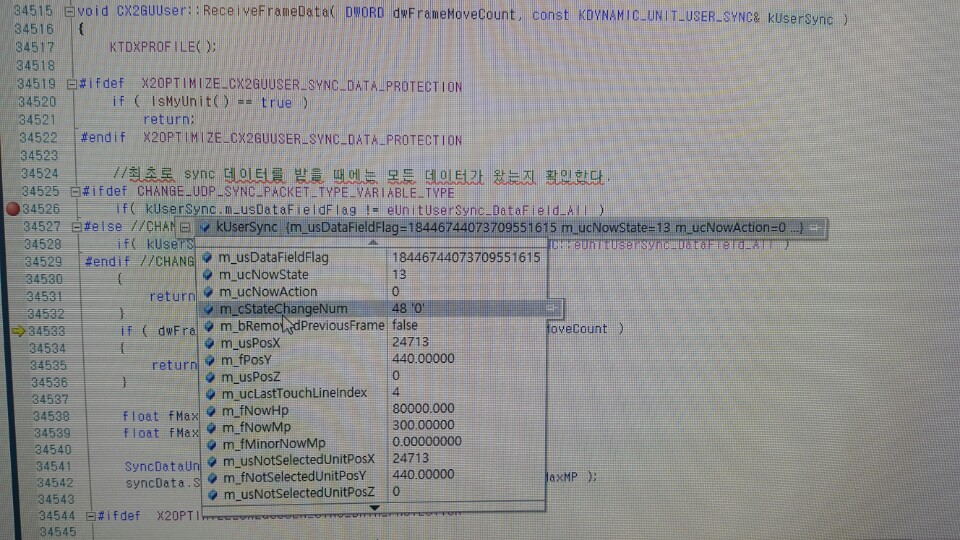 34515 void CX2GUUser::ReceiveFrameData( DWORD dwFrameMoveCount, const KDYNAMIC_UNIT_USER_SYNC& kUserSync )
34516 {
34517 KTDXPROFILE();
34518
34519 #ifdef X2OPTIMIZE_CX2GUUSER_SYNC_DATA_PROTECTION
34520 if ( IsMyUnit() == true )
34521 return;
34522 #endif X2OPTIMIZE_CX2GUUSER_SYNC_DATA_PROTECTION
34523
34524 //최초로 sync 데이터를 받을 때에는 모든 데이터가 왔는지 확인한다.
34525 #ifdef CHANGE_UDP_SYNC_PACKET_TYPE_VARIABLE_TYPE
34526 if( kUserSync.m_usDataFieldFlag != eUnitUserSync_DataField_All )
34527 #else //CHAN kUserSync {m_usDataFieldFlag=18446744073709551615 m_ucNowState=13 m_ucNowAction=0 ...}
34528 if( kUserS C::eUnitUserSync_DataField_All )
34529 #endif //CHANG
m_usDataFieldFlag 18446744073709551615
34530 {
m_ucNowState 13
34531 return
m_ucNowAction 0
34532 }
m_cStateChangeNum 48 '0'
34533 if ( dwFra oveCount )
m_bRemo dPreviousFrame false
34534 {
m_usPosX 24713
34535 return
m_fPosY 440.00000
34536 }
m_usPosZ 0
34537
m_ucLastTouchLineIndex 4
34538 float fMax
m_fNowHp 80000.000
34539 float fMax
m_fNowMp 300.00000
34540
m_fMinorNowMp 0.00000000
34541 SyncDataUn
m_usNotSelectedUnitPosX 24713
34542 syncData.S axMP );
m_fNotSelectedUnitPosY 440.00000
34543
m_usNotSelectedUnitPosZ 0
34544 #ifdef X2OPTI
34545